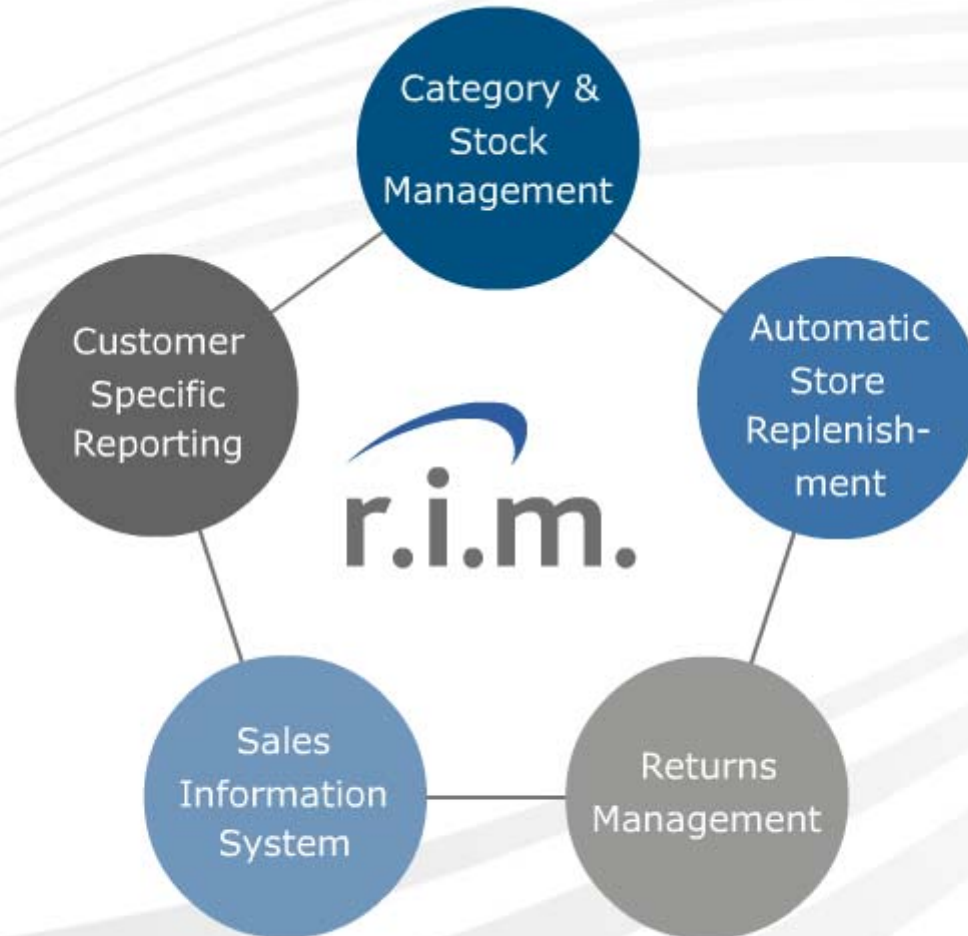 Category &
Stock
Management
Automatic
Store
Replenish-
ment
Customer
Specific
Reporting
r.i.m.
Sales
Information
System
Returns
Management